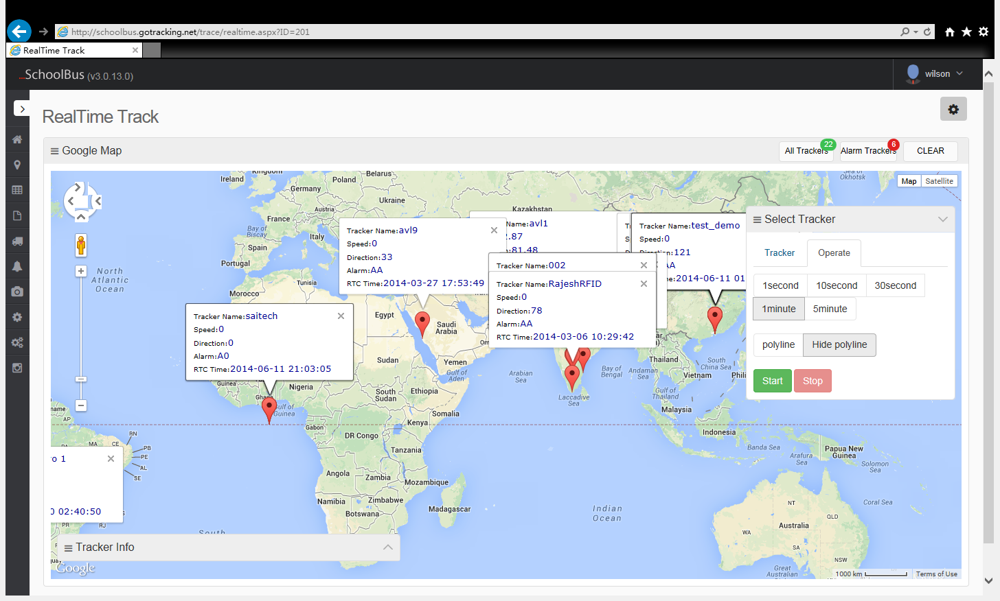 http://schoolbus.gotracking.net/trace/realtime.aspx?ID=201
RealTime Track
...SchoolBus (v3.0.13.0)
wilson
RealTime Track
Google Map
All Trackers 22
Alarm Trackers 6
CLEAR
Map
Satellite
Select Tracker
Tracker
Operate
1second
10second
30second
1minute
5minute
polyline
Hide polyline
Start
Stop
Tracker Name:avl9
Speed:0
Direction:33
Alarm:AA
RTC Time:2014-03-27 17:53:49
Name:avl1
2.87
:81.48
Tracker Name:test_demo
Speed:0
Direction:121
AA
:2014-06-11 01
Tracker Name:002
Tracker Name:RajeshRFID
Speed:0
Direction:78
Alarm:AA
RTC Time:2014-03-06 10:29:42
Tracker Name:saitech
Speed:0
Direction:0
Alarm:A0
RTC Time:2014-06-11 21:03:05
o 1
0 02:40:50
Ireland
Kingdom
Poland
Belarus
Germany
Ukraine
Austria
France
Bay of
Biscay
Italy
Spain
Portugal
Kazakhstan
Sea of
Okhotsk
North
Atlantic
Ocean
Tunisia
Morocco
Egypt
Saudi
Arabia
Sudan
Yemen
Gulf of
Aden
Arabian
Sea
Bay of
Bengal
Andaman
Sea
Thailand
Vietnam
South
China Sea
Phili
Gulf of
Thailand
Laccadive
Sea
Malaysia
Indonesia
Guinea
Ghana
Nigeria
Gulf of
Guinea
South
Sudan
Ethiopia
Somalia
Kenya
Gabon
DR Congo
Tanzania
Angola
Zambia
Mozambique
Namibia
Zimbabwe
Botswana
Madagascar
Indian
Ocean
Banda Sea
Arafura
Sea
Papua New
Guinea
Solomon
Sea
Coral Sea
NT
QLD
WA
Australia
SA
NSW
Great
Australian
name
AP
RN
MA
CE
PB
PE
AL
SE
PR
RJ
South
Tracker Info
Google
1000 km
Terms of Use